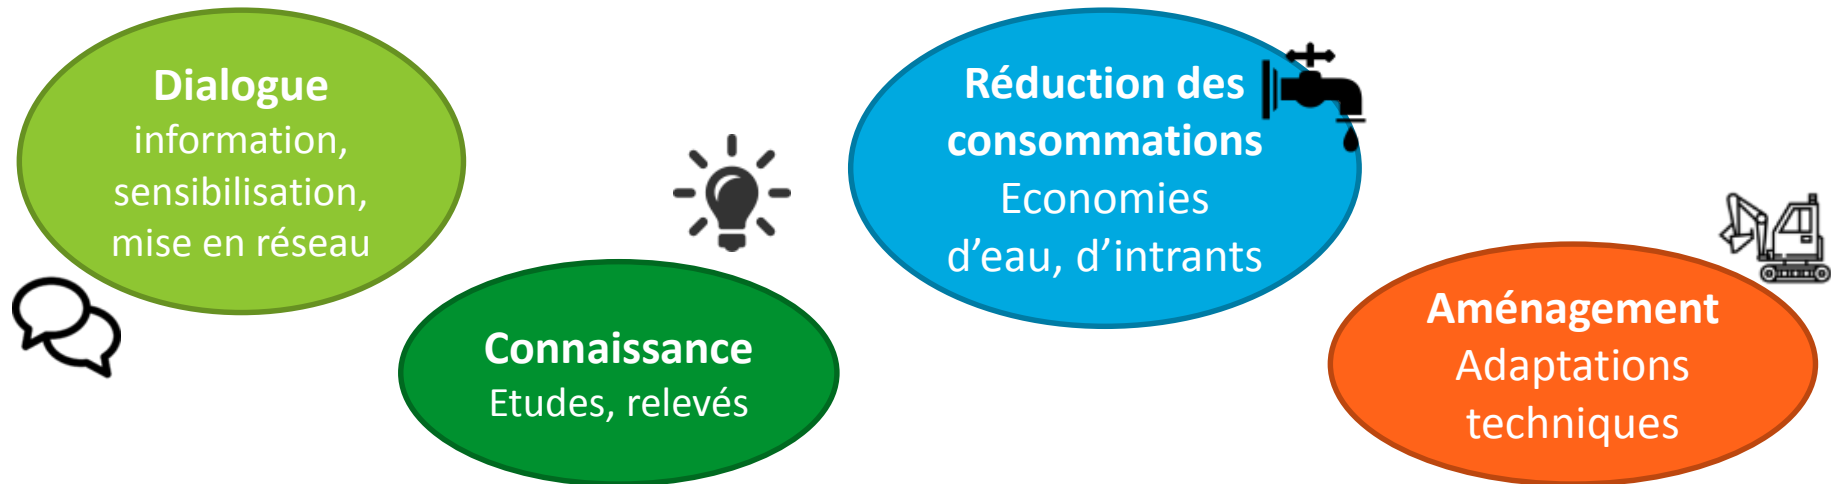 Dialogue
information,
sensibilisation,
mise en réseau
Connaissance
Etudes, relevés
Réduction des
consommations
Economies
d’eau, d’intrants
Aménagement
Adaptations
techniques